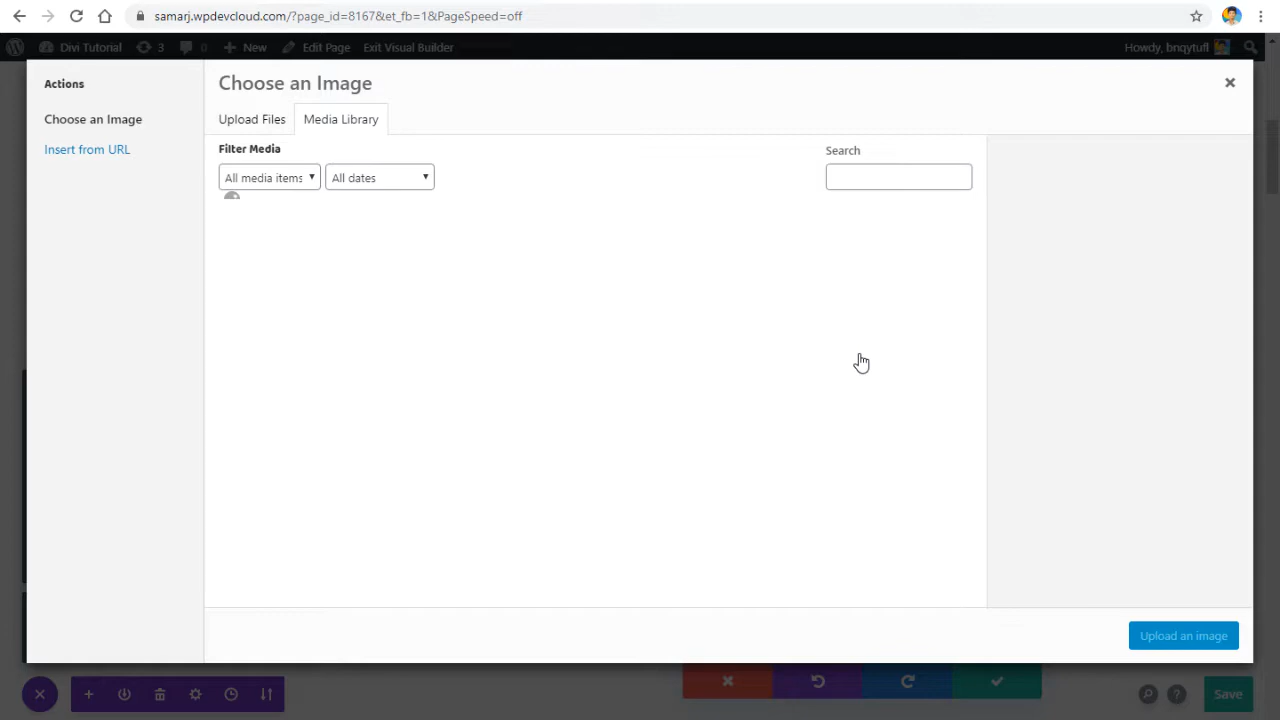 samarj.wpdevcloud.com/?page_id=8167&et_fb=1&PageSpeed=off
Divi Tutorial 3 0 New Edit Page Exit Visual Builder Howdy, bnqytufl
Actions
Choose an Image
Insert from URL
Choose an Image
Upload Files Media Library
Filter Media
Search
All media items All dates
Upload an image
Save